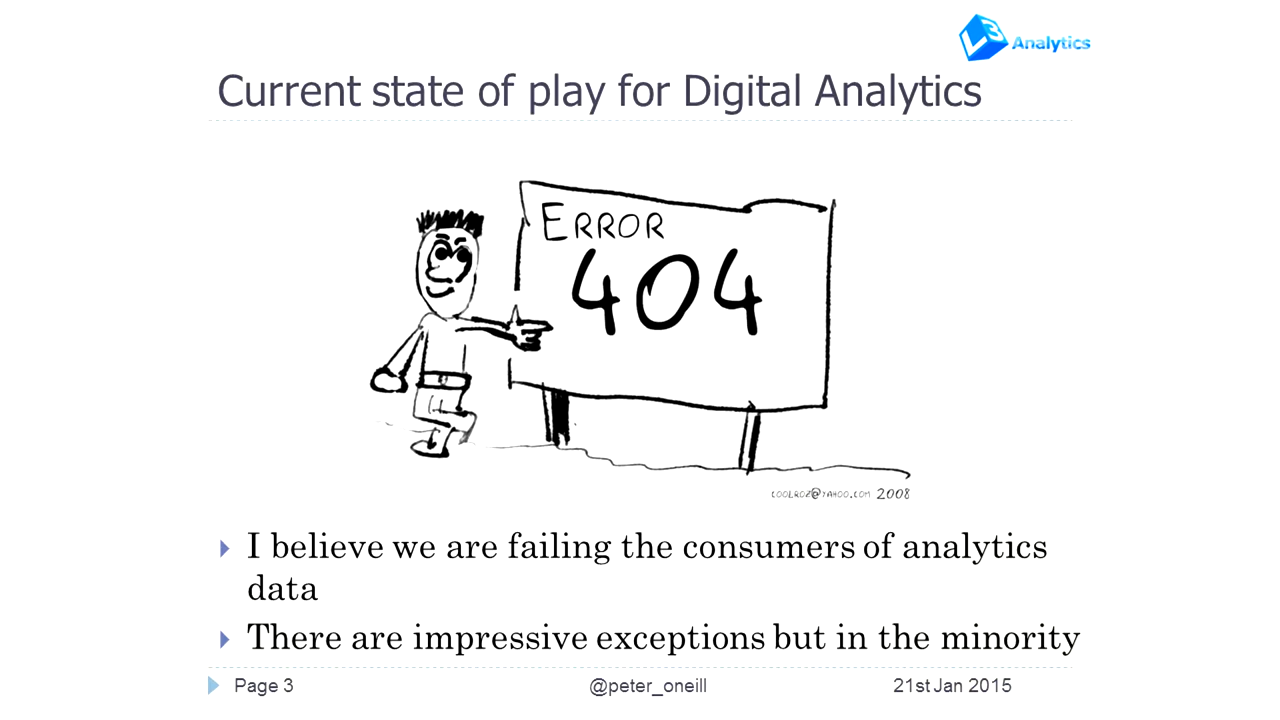 L3 Analytics
Current state of play for Digital Analytics
ERROR
404
COOLROZ@YAHOO.COM 2008
I believe we are failing the consumers of analytics
data
There are impressive exceptions but in the minority
Page 3 @peter_oneill 21st Jan 2015